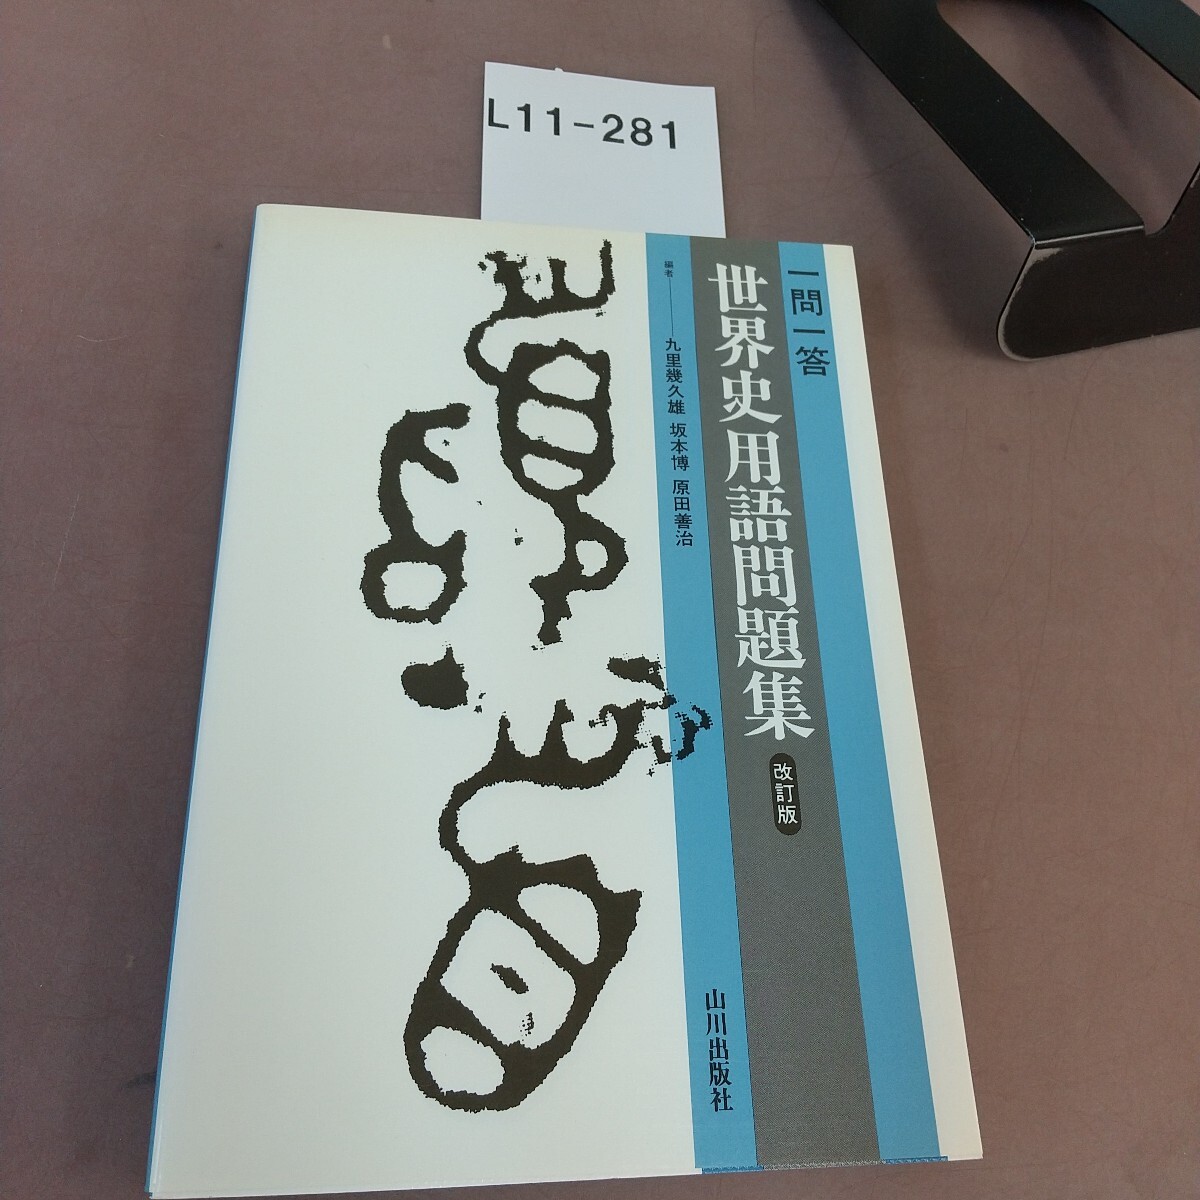 L11-281
一問一答
世界史用語問題集
改訂版
編者――九里幾久雄 坂本博 原田善治
山川出版社